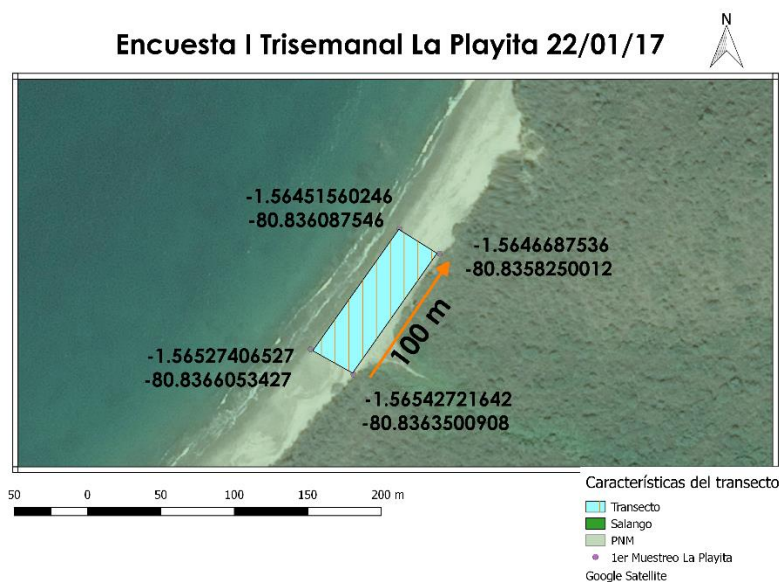 Encuesta I Trisemanal La Playita 22/01/17
N
-1.56451560246
-80.836087546
-1.5646687536
-80.8358250012
100 m
-1.56527406527
-80.8366053427
-1.56542721642
-80.8363500908
50 0 50 100 150 200 m
Características del transecto
Transecto
Salango
PNM
1er Muestreo La Playita
Google Satellite